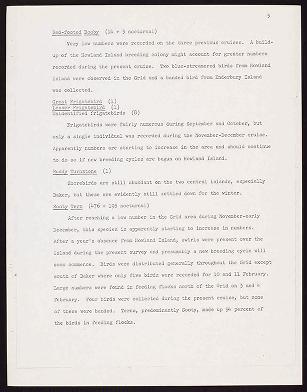 5
Red-footed Booby (14 + 3 nocturnal)
Very low numbers were recorded on the three previous cruises. A build-
up of the Howland Island breeding colony might account for greater numbers
recorded during the present cruise. Two blue-streamered birds from Howland
Island were observed in the Grid and a banded bird from Enderbury Island
was collected.
Great Frigatebird (1)
Lesser Frigatebird (1)
Unidentified frigatebirds (8)
Frigatebirds were fairly numerous during September and October, but
only a single individual was recorded during the November-December cruise.
Apparently numbers are starting to increase in the area and should continue
to do so if new breeding cycles are begun on Howland Island.
Ruddy Turnstone (1)
Shorebirds are still abundant on the two central islands, especially
Baker, but these are evidently still settled down for the winter.
Sooty Tern (476 + 193 nocturnal)
After reaching a low number in the Grid area during November-early
December, this species is apparently starting to increase in numbers.
After a year's absence from Howland Island, owtris were present over the
island during the present survey and presumably a new breeding cycle will
soon commence. Birds were distributed generally throughout the Grid except
south of Baker where only five birds were recorded for 10 and 11 February.
Large numbers were found in feeding flocks north of the Grid on 3 and 4
February. Four birds were collected during the present cruise, but none
of these were banded. Terns, predominantly Sooty, made up 94 percent of
the birds in feeding flocks.